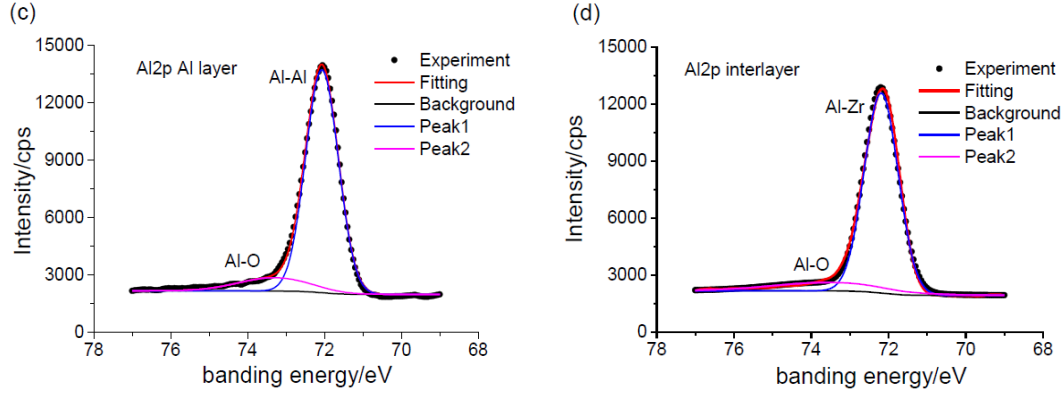 (c)
15000
12000
9000
6000
3000
0
Intensity/cps
Al2p Al layer
Al-Al
Al-O
Experiment
Fitting
Background
Peak1
Peak2
78
76
74
72
70
68
banding energy/eV
(d)
15000
12000
9000
6000
3000
0
Intensity/cps
Al2p interlayer
Al-Zr
Al-O
Experiment
Fitting
Background
Peak1
Peak2
78
76
74
72
70
68
banding energy/eV